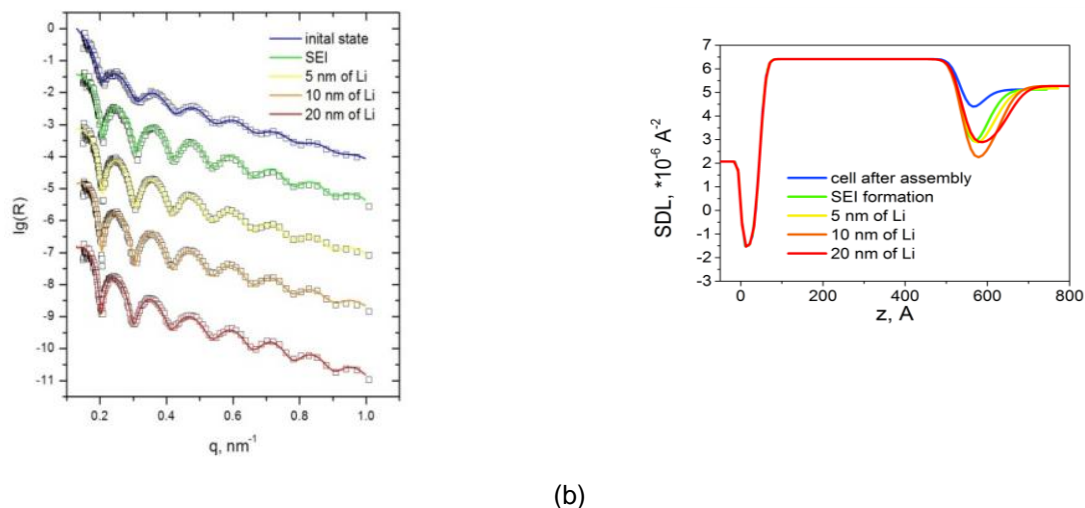 0
-1
-2
-3
-4
-5
-6
-7
-8
-9
-10
-11
lg(R)
inital state
SEI
5 nm of Li
10 nm of Li
20 nm of Li
0.2 0.4 0.6 0.8 1.0
q, nm-1
7
6
5
4
3
2
1
0
-1
-2
-3
SDL, *10-6 A-2
cell after assembly
SEI formation
5 nm of Li
10 nm of Li
20 nm of Li
0 200 400 600 800
z, A
(b)